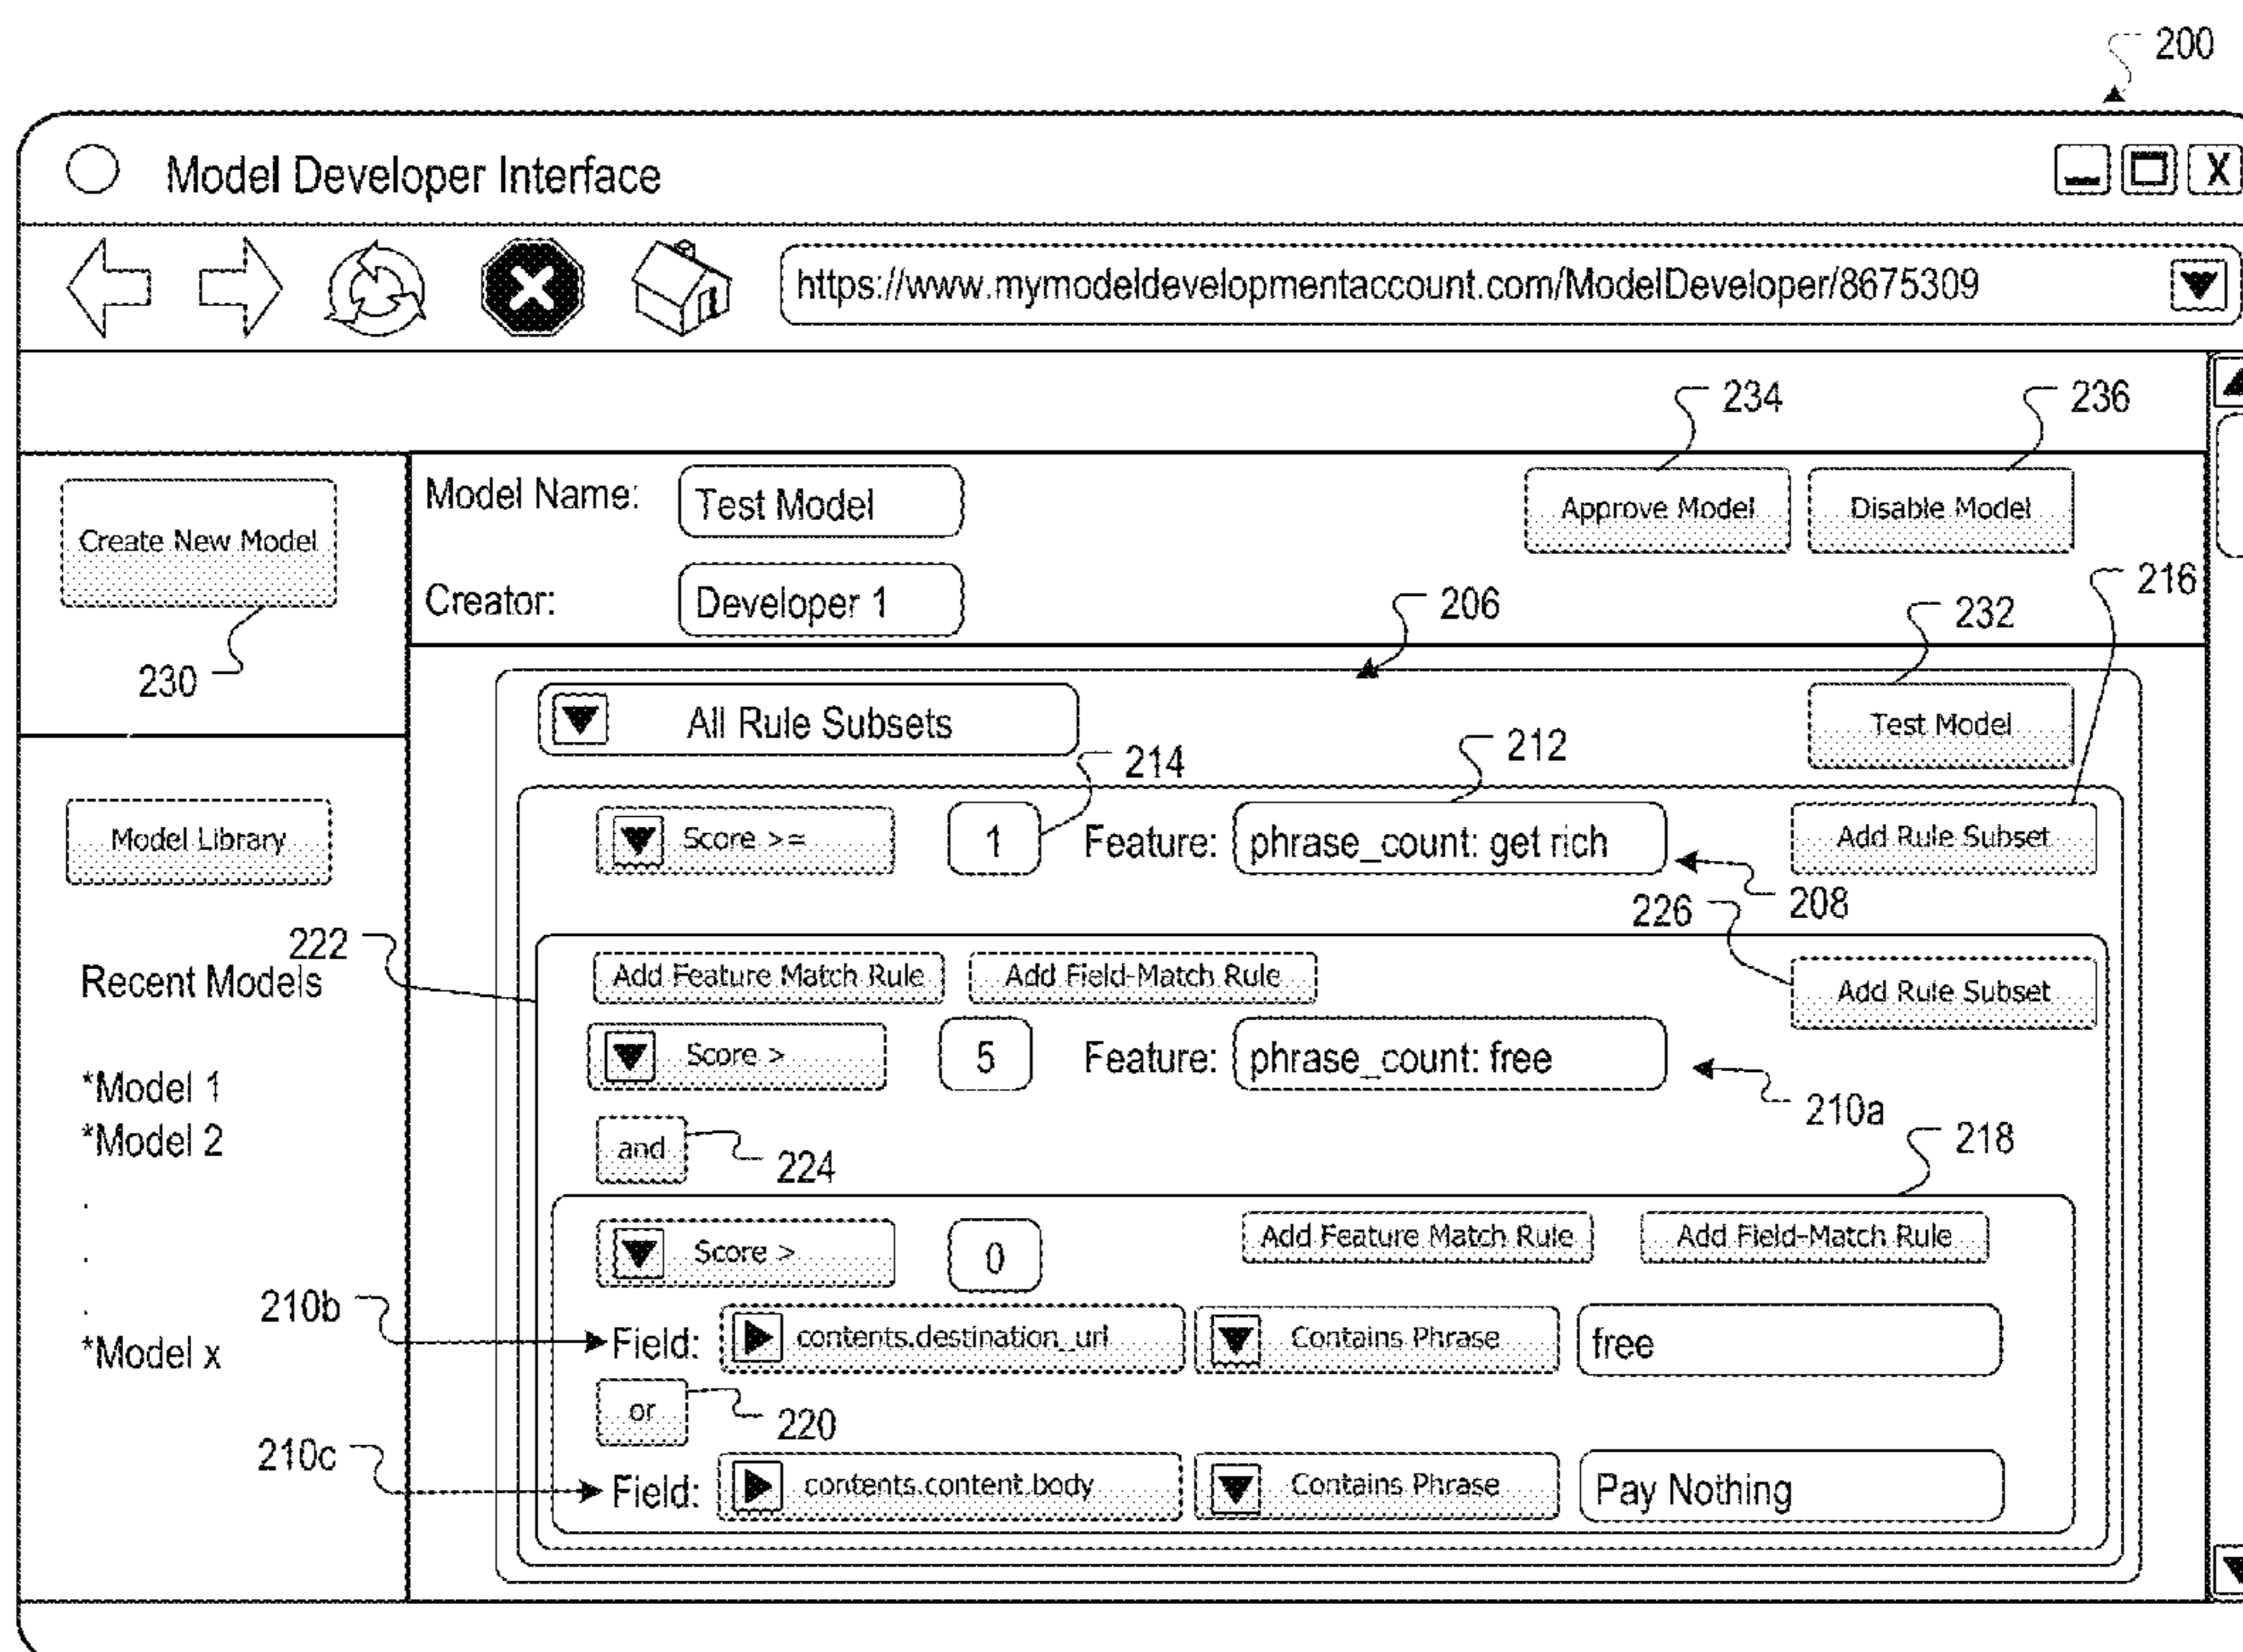 200
Model Developer Interface
X
https://www.mymodeldevelopmentaccount.com/ModelDeveloper/8675309
234
236
Create New Model
230
Model Name: Test Model
Approve Model
Disable Model
Creator: Developer 1
206
232
216
All Rule Subsets
Test Model
214
212
Score >= 1 Feature: phrase_count: get rich
Add Rule Subset
208
226
Model Library
222
Recent Models
*Model 1
*Model 2
.
.
.
*Model x
Add Feature Match Rule
Add Field-Match Rule
Add Rule Subset
Score > 5 Feature: phrase_count: free
210a
and
224
218
Score > 0
Add Feature Match Rule
Add Field-Match Rule
210b
Field: contents.destination_url Contains Phrase free
or
220
210c
Field: contents.content.body Contains Phrase Pay Nothing